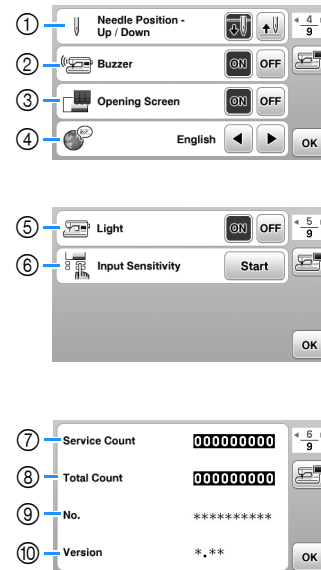 ① Needle Position - Up / Down 4 9
② Buzzer ON OFF
③ Opening Screen ON OFF
④ English OK
⑤ Light ON OFF 5 9
⑥ Input Sensitivity Start
OK
⑦ Service Count 000000000 6 9
⑧ Total Count 000000000
⑨ No. **********
⑩ Version *.** OK